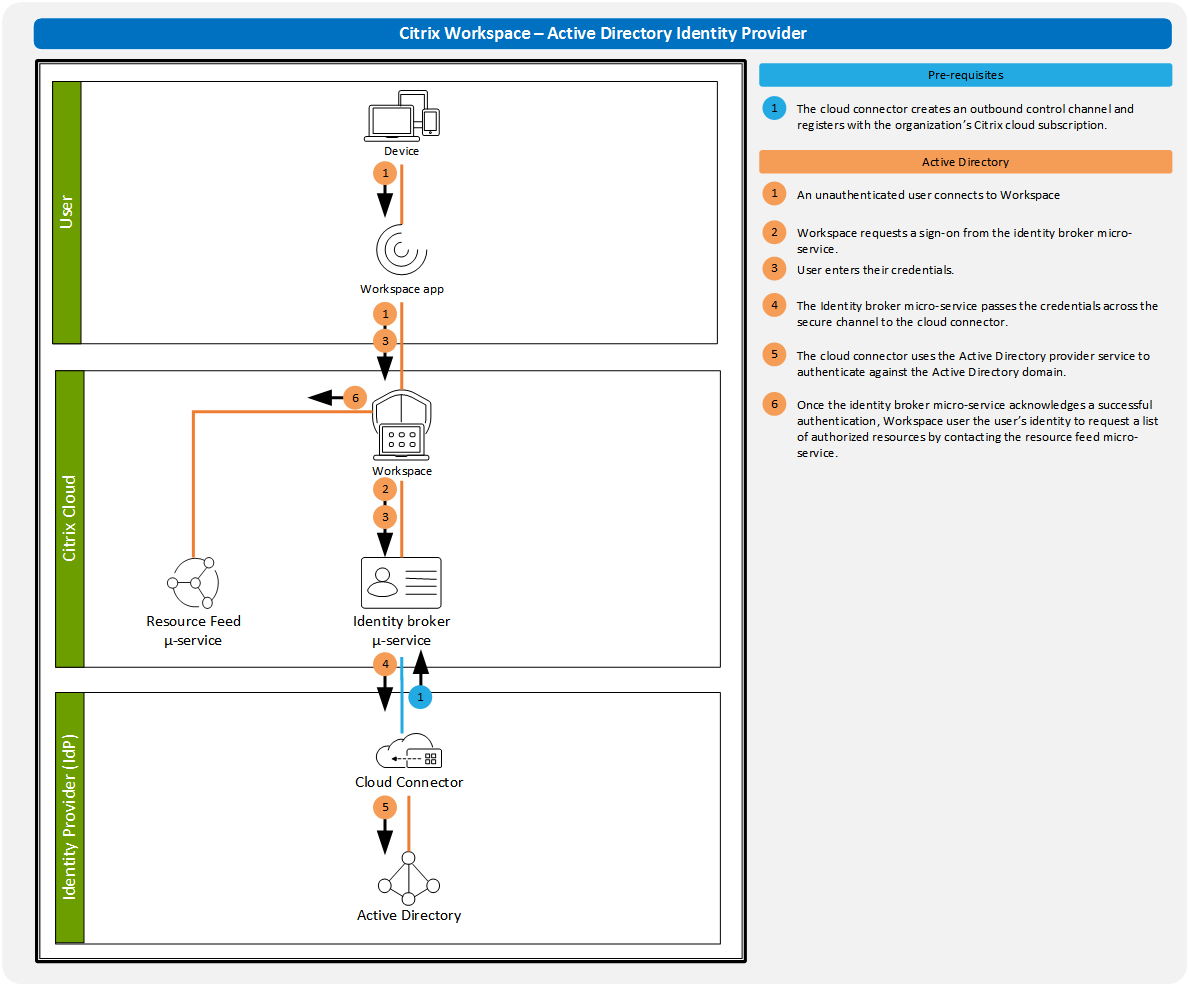 Citrix Workspace – Active Directory Identity Provider
User
Device
1
Workspace app
1
3
Citrix Cloud
6
Workspace
2
3
Resource Feed
µ-service
Identity broker
µ-service
4
1
Identity Provider (IdP)
Cloud Connector
5
Active Directory
Pre-requisites
1 The cloud connector creates an outbound control channel and
registers with the organization’s Citrix cloud subscription.
Active Directory
1 An unauthenticated user connects to Workspace
2 Workspace requests a sign-on from the identity broker micro-
service.
3 User enters their credentials.
4 The Identity broker micro-service passes the credentials across the
secure channel to the cloud connector.
5 The cloud connector uses the Active Directory provider service to
authenticate against the Active Directory domain.
6 Once the identity broker micro-service acknowledges a successful
authentication, Workspace user the user’s identity to request a list
of authorized resources by contacting the resource feed micro-
service.